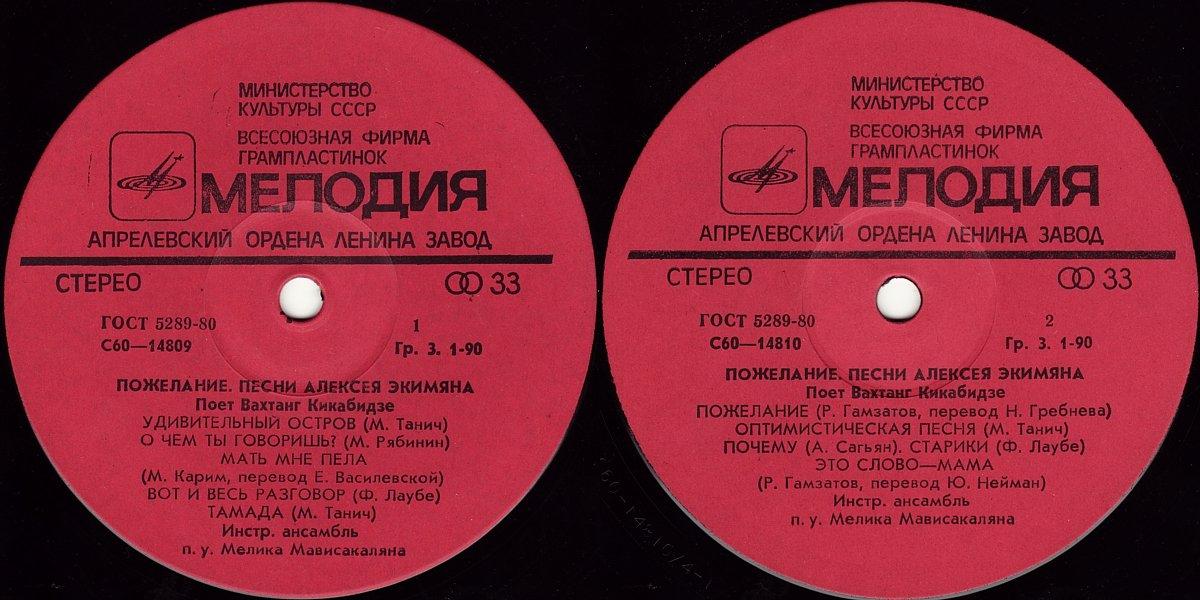 МИНИСТЕРСТВО
КУЛЬТУРЫ СССР
ВСЕСОЮЗНАЯ ФИРМА
ГРАМПЛАСТИНОК
МЕЛОДИЯ
АПРЕЛЕВСКИЙ ОРДЕНА ЛЕНИНА ЗАВОД
СТЕРЕО
33
ГОСТ 5289-80
1
С60—14809
Гр. 3. 1-90
ПОЖЕЛАНИЕ. ПЕСНИ АЛЕКСЕЯ ЭКИМЯНА
Поет Вахтанг Кикабидзе
УДИВИТЕЛЬНЫЙ ОСТРОВ (М. Танич)
О ЧЕМ ТЫ ГОВОРИШЬ? (М. Рябинин)
МАТЬ МНЕ ПЕЛА
(М. Карим, перевод Е. Василевской)
ВОТ И ВЕСЬ РАЗГОВОР (Ф. Лаубе)
ТАМАДА (М. Танич)
Инстр. ансамбль
п. у. Мелика Мависакаляна
МИНИСТЕРСТВО
КУЛЬТУРЫ СССР
ВСЕСОЮЗНАЯ ФИРМА
ГРАМПЛАСТИНОК
МЕЛОДИЯ
АПРЕЛЕВСКИЙ ОРДЕНА ЛЕНИНА ЗАВОД
СТЕРЕО
33
ГОСТ 5289-80
2
С60—14810
Гр. 3. 1-90
ПОЖЕЛАНИЕ. ПЕСНИ АЛЕКСЕЯ ЭКИМЯНА
Поет Вахтанг Кикабидзе
ПОЖЕЛАНИЕ (Р. Гамзатов, перевод Н. Гребнева)
ОПТИМИСТИЧЕСКАЯ ПЕСНЯ (М. Танич)
ПОЧЕМУ (А. Сагьян). СТАРИКИ (Ф. Лаубе)
ЭТО СЛОВО—МАМА
(Р. Гамзатов, перевод Ю. Нейман)
Инстр. ансамбль
п. у. Мелика Мависакаляна